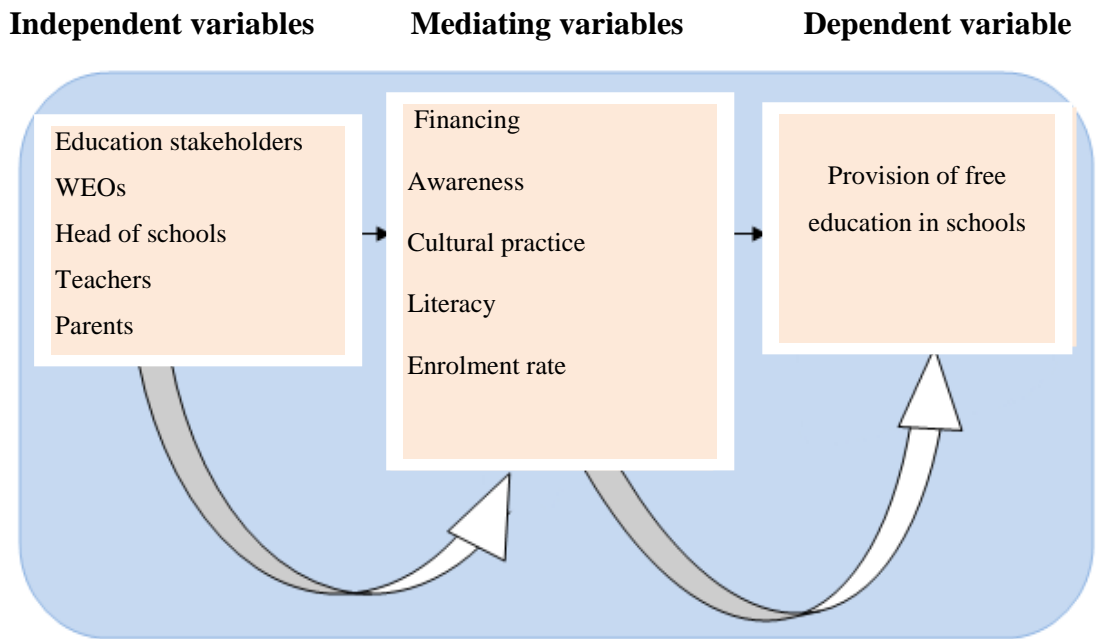 Independent variables
Mediating variables
Dependent variable
Education stakeholders
WEOs
Head of schools
Teachers
Parents
Financing
Awareness
Cultural practice
Literacy
Enrolment rate
Provision of free
education in schools